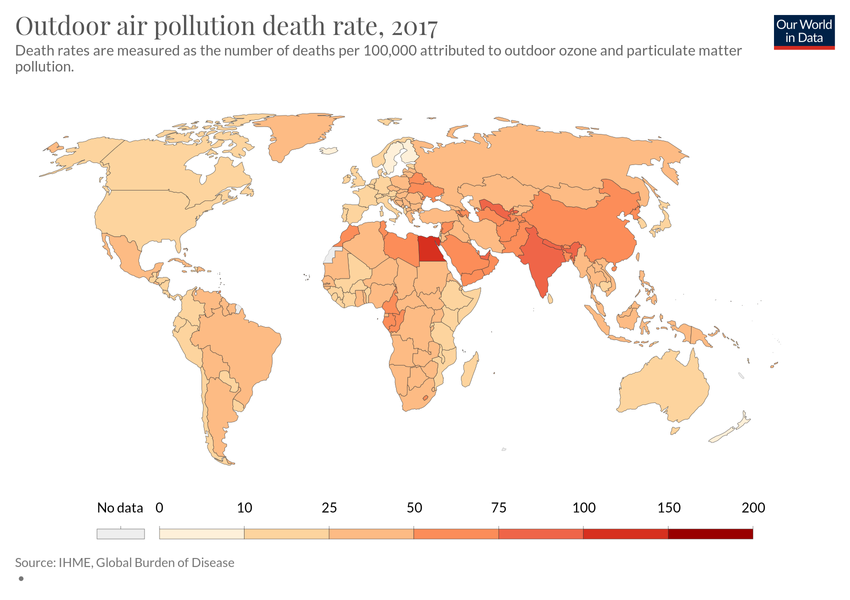 Outdoor air pollution death rate, 2017
Our World
in Data
Death rates are measured as the number of deaths per 100,000 attributed to outdoor ozone and particulate matter
pollution.
No data 0 10 25 50 75 100 150 200
Source: IHME, Global Burden of Disease
•